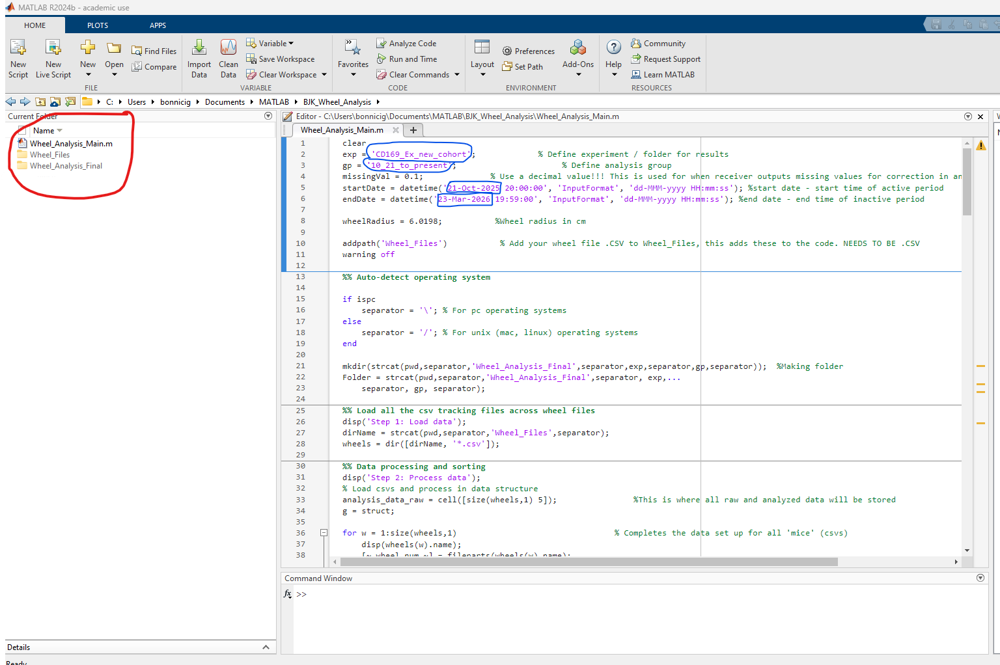 MATLAB R2024b - academic use
HOME PLOTS APPS
New Script
New Live Script
New
Open
Find Files
Compare
FILE
Import Data
Clean Data
Variable
Save Workspace
Clear Workspace
VARIABLE
Favorites
Analyze Code
Run and Time
Clear Commands
CODE
Layout
Preferences
Set Path
Add-Ons
ENVIRONMENT
Help
Community
Request Support
Learn MATLAB
RESOURCES
C: Users bonnicig Documents MATLAB BJK_Wheel_Analysis
Current Folder
Name
Wheel_Analysis_Main.m
Wheel_Files
Wheel_Analysis_Final
Editor - C:\Users\bonnicig\Documents\MATLAB\BJK_Wheel_Analysis\Wheel_Analysis_Main.m
Wheel_Analysis_Main.m
1 clear
2 exp = 'CD169_Ex_new_cohort'; % Define experiment / folder for results
3 gp = '10_21_to_present'; % Define analysis group
4 missingVal = 0.1; % Use a decimal value!!! This is used for when receiver outputs missing values for correction in an
5 startDate = datetime('21-Oct-2025 20:00:00', 'InputFormat', 'dd-MMM-yyyy HH:mm:ss'); %start date - start time of active period
6 endDate = datetime('23-Mar-2026 19:59:00', 'InputFormat', 'dd-MMM-yyyy HH:mm:ss'); %end date - end time of inactive period
7
8 wheelRadius = 6.0198; %Wheel radius in cm
9
10 addpath('Wheel_Files') % Add your wheel file .CSV to Wheel_Files, this adds these to the code. NEEDS TO BE .CSV
11 warning off
12
13 %% Auto-detect operating system
14
15 if ispc
16 separator = '\'; % For pc operating systems
17 else
18 separator = '/'; % For unix (mac, linux) operating systems
19 end
20
21 mkdir(strcat(pwd,separator,'Wheel_Analysis_Final',separator,exp,separator,gp,separator)); %Making folder
22 Folder = strcat(pwd,separator,'Wheel_Analysis_Final',separator, exp,...
23 separator, gp, separator);
24
25 %% Load all the csv tracking files across wheel files
26 disp('Step 1: Load data');
27 dirName = strcat(pwd,separator,'Wheel_Files',separator);
28 wheels = dir([dirName, '*.csv']);
29
30 %% Data processing and sorting
31 disp('Step 2: Process data');
32 % Load csvs and process in data structure
33 analysis_data_raw = cell([size(wheels,1) 5]); %This is where all raw and analyzed data will be stored
34 g = struct;
35
36 for w = 1:size(wheels,1) % Completes the data set up for all 'mice' (csvs)
37 disp(wheels(w).name);
38 [~,wheel_num,~] = fileparts(wheels(w).name);
Command Window
fx >>
Details
Ready